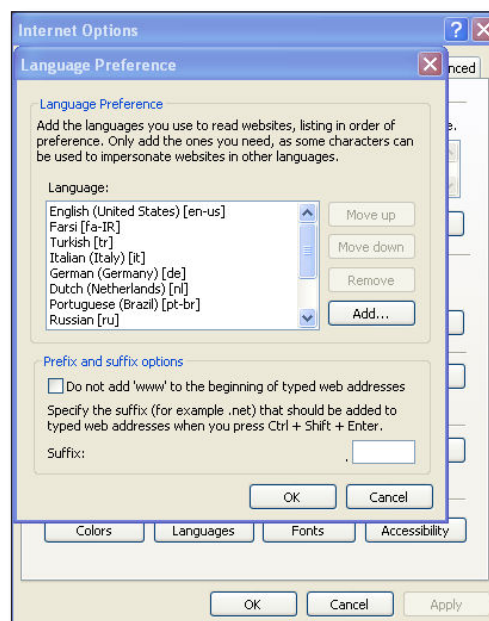 Internet Options
Language Preference
nced
Language Preference
Add the languages you use to read websites, listing in order of
preference. Only add the ones you need, as some characters can
be used to impersonate websites in other languages.
e.
Language:
English (United States) [en-us]
Farsi [fa-IR]
Turkish [tr]
Italian (Italy) [it]
German (Germany) [de]
Dutch (Netherlands) [nl]
Portuguese (Brazil) [pt-br]
Russian [ru]
Move up
Move down
Remove
Add...
Prefix and suffix options
Do not add 'www' to the beginning of typed web addresses
Specify the suffix (for example .net) that should be added to
typed web addresses when you press Ctrl + Shift + Enter.
Suffix: .
OK Cancel
Colors Languages Fonts Accessibility
OK Cancel Apply